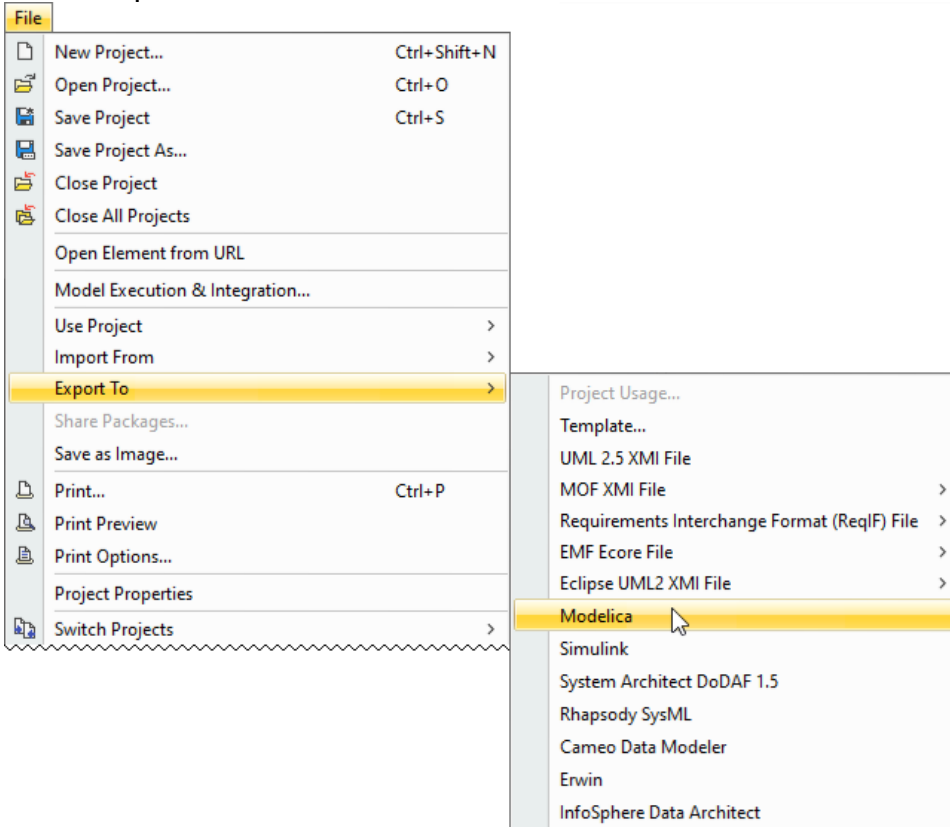 File
New Project... Ctrl+Shift+N
Open Project... Ctrl+O
Save Project Ctrl+S
Save Project As...
Close Project
Close All Projects
Open Element from URL
Model Execution & Integration...
Use Project
Import From
Export To
Share Packages...
Save as Image...
Print... Ctrl+P
Print Preview
Print Options...
Project Properties
Switch Projects
Project Usage...
Template...
UML 2.5 XMI File
MOF XMI File
Requirements Interchange Format (ReqIF) File
EMF Ecore File
Eclipse UML2 XMI File
Modelica
Simulink
System Architect DoDAF 1.5
Rhapsody SysML
Cameo Data Modeler
Erwin
InfoSphere Data Architect